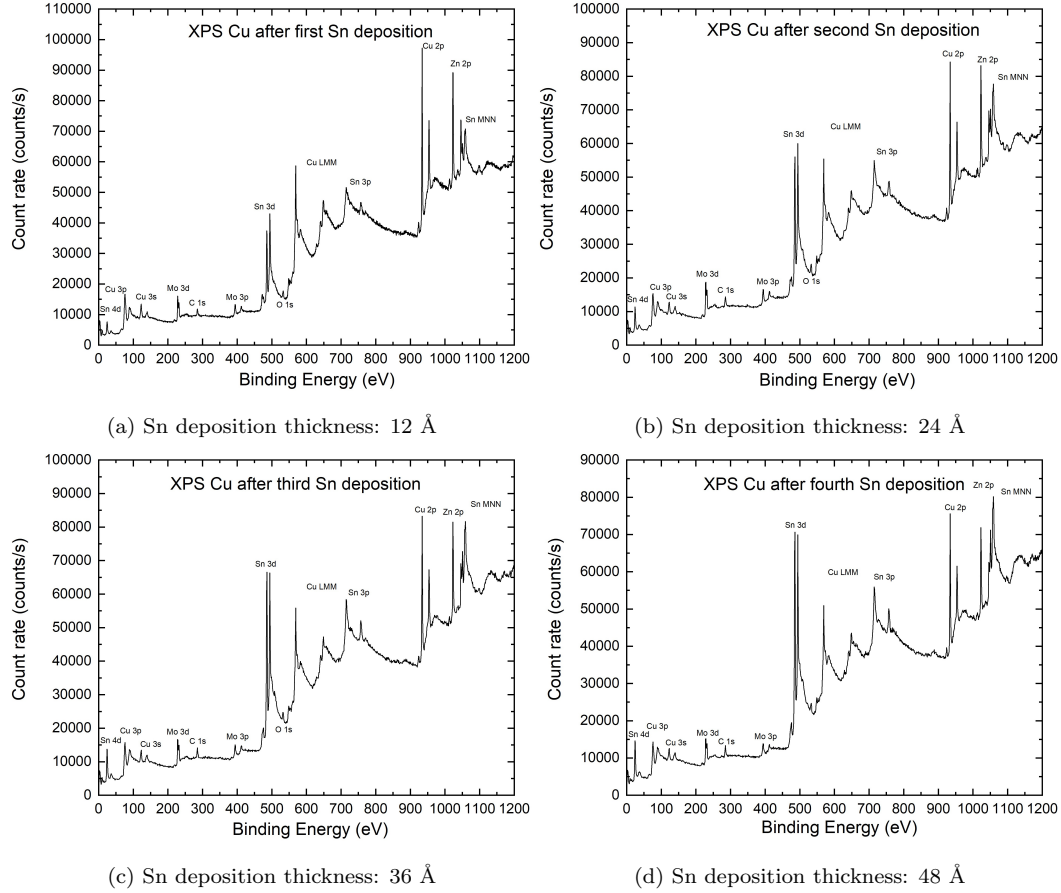 XPS Cu after first Sn deposition
Count rate (counts/s)
110000
100000
90000
80000
70000
60000
50000
40000
30000
20000
10000
0
Cu 2p
Zn 2p
Sn MNN
Cu LMM
Sn 3p
Sn 3d
Cu 3p
Cu 3s
Mo 3d
C 1s
Mo 3p
O 1s
Sn 4d
0 100 200 300 400 500 600 700 800 900 1000 1100 1200
Binding Energy (eV)
(a) Sn deposition thickness: 12 Å
XPS Cu after second Sn deposition
Count rate (counts/s)
100000
90000
80000
70000
60000
50000
40000
30000
20000
10000
0
Cu 2p
Zn 2p
Sn MNN
Sn 3d
Cu LMM
Sn 3p
Mo 3d
Cu 3p
C 1s
Cu 3s
Mo 3p
O 1s
Sn 4d
0 100 200 300 400 500 600 700 800 900 1000 1100 1200
Binding Energy (eV)
(b) Sn deposition thickness: 24 Å
XPS Cu after third Sn deposition
Count rate (counts/s)
100000
90000
80000
70000
60000
50000
40000
30000
20000
10000
0
Sn MNN
Cu 2p
Zn 2p
Sn 3d
Cu LMM
Sn 3p
Cu 3p
Mo 3d
Sn 4d
Cu 3s
C 1s
Mo 3p
O 1s
0 100 200 300 400 500 600 700 800 900 1000 1100 1200
Binding Energy (eV)
(c) Sn deposition thickness: 36 Å
XPS Cu after fourth Sn deposition
Count rate (counts/s)
90000
80000
70000
60000
50000
40000
30000
20000
10000
0
Zn 2p
Sn MNN
Cu 2p
Sn 3d
Cu LMM
Sn 3p
Cu 3p
Sn 4d
Mo 3d
Cu 3s
C 1s
Mo 3p
0 100 200 300 400 500 600 700 800 900 1000 1100 1200
Binding Energy (eV)
(d) Sn deposition thickness: 48 Å